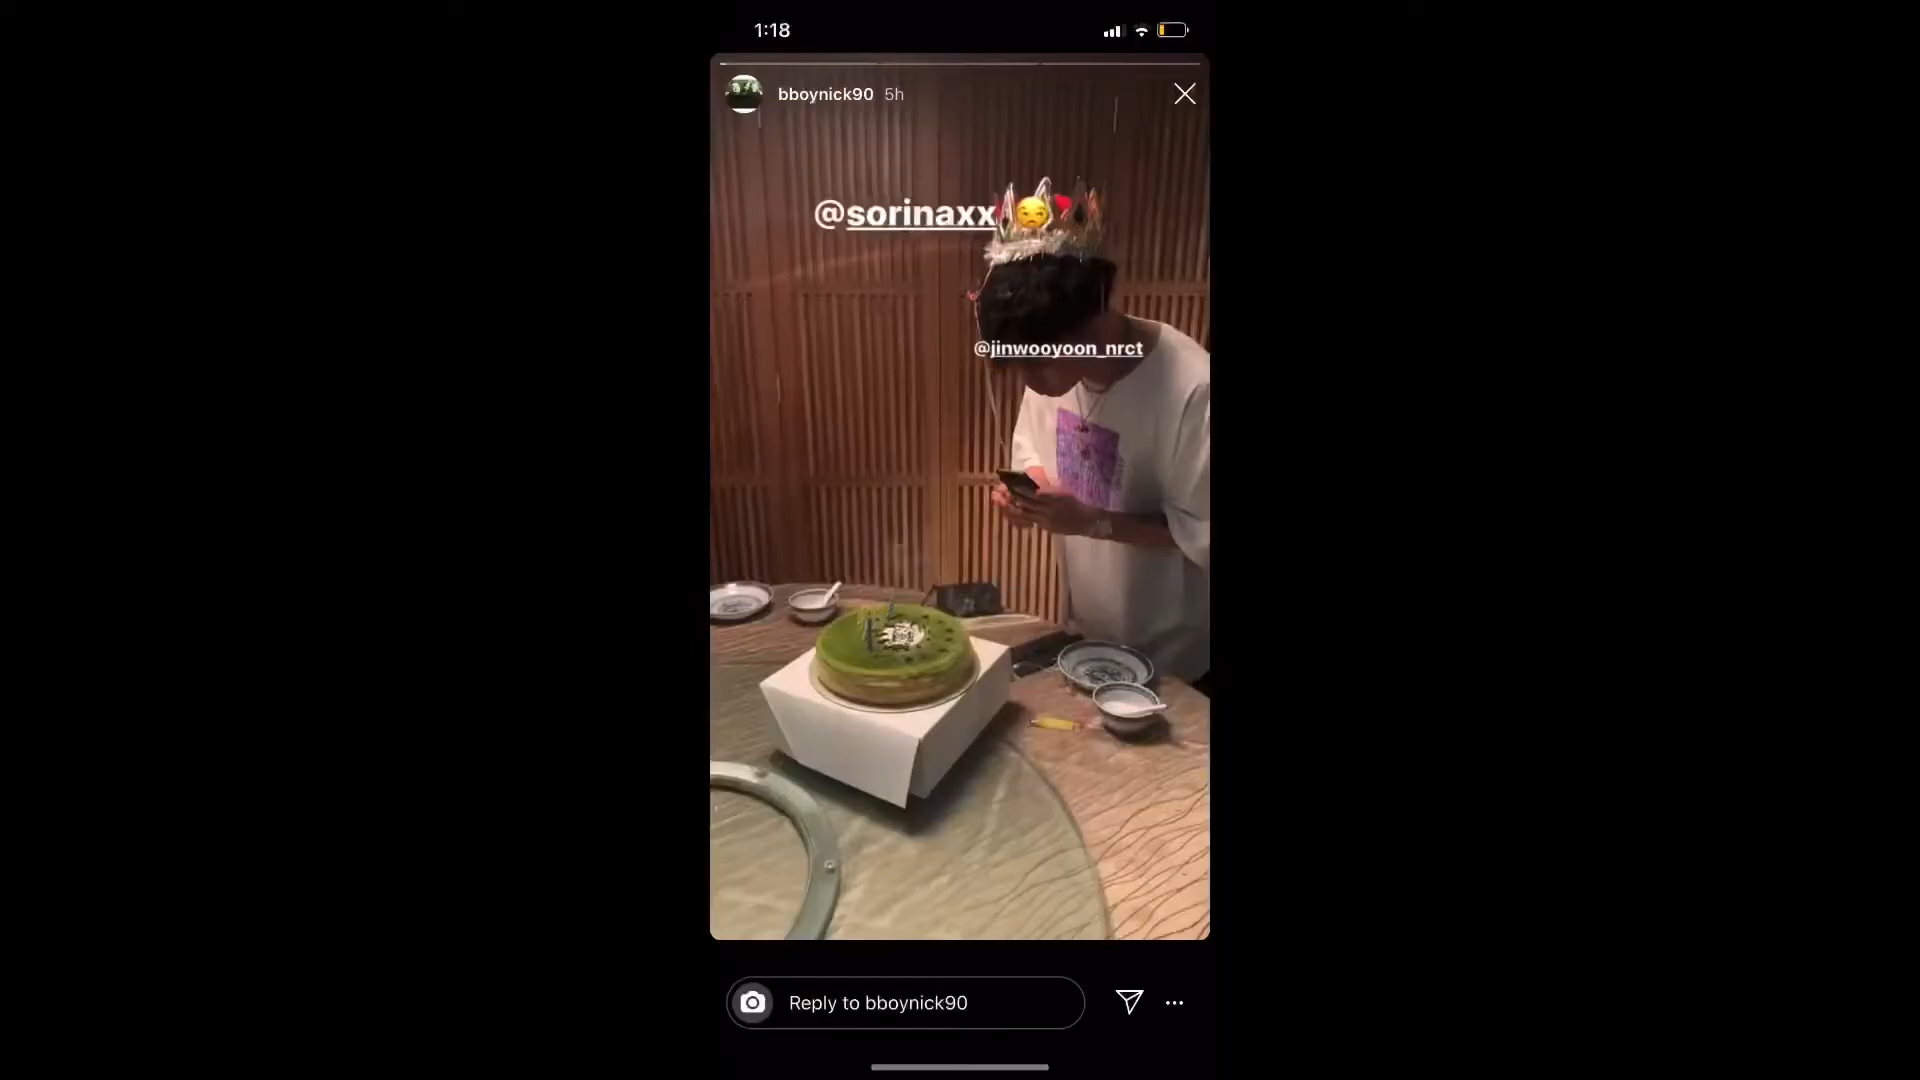 1:18
bboynick90 5h
@sorinaxx
@jinwooyoon_nrct
Reply to bboynick90